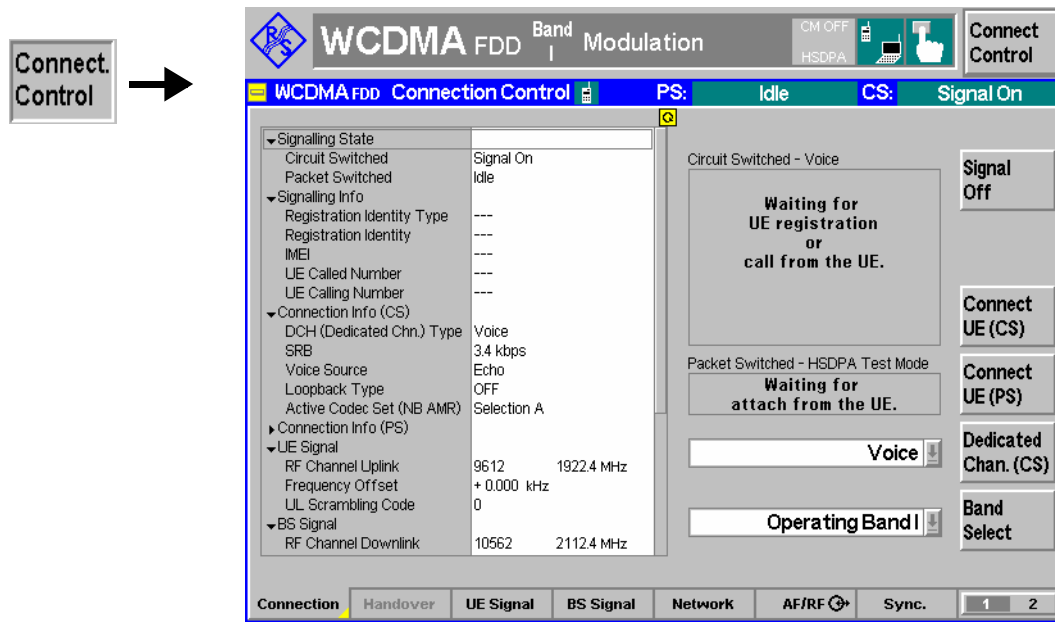 Connect.
Control
R&S
WCDMA FDD Band I Modulation
CM OFF
HSDPA
Connect
Control
WCDMA FDD Connection Control PS: Idle CS: Signal On
Signalling State
Circuit Switched Signal On
Packet Switched Idle
Signalling Info
Registration Identity Type ---
Registration Identity ---
IMEI ---
UE Called Number ---
UE Calling Number ---
Connection Info (CS)
DCH (Dedicated Chn.) Type Voice
SRB 3.4 kbps
Voice Source Echo
Loopback Type OFF
Active Codec Set (NB AMR) Selection A
Connection Info (PS)
UE Signal
RF Channel Uplink 9612 1922.4 MHz
Frequency Offset + 0.000 kHz
UL Scrambling Code 0
BS Signal
RF Channel Downlink 10562 2112.4 MHz
Circuit Switched - Voice
Waiting for
UE registration
or
call from the UE.
Packet Switched - HSDPA Test Mode
Waiting for
attach from the UE.
Voice
Operating Band I
Signal
Off
Connect
UE (CS)
Connect
UE (PS)
Dedicated
Chan. (CS)
Band
Select
Connection Handover UE Signal BS Signal Network AF/RF Sync. 1 2